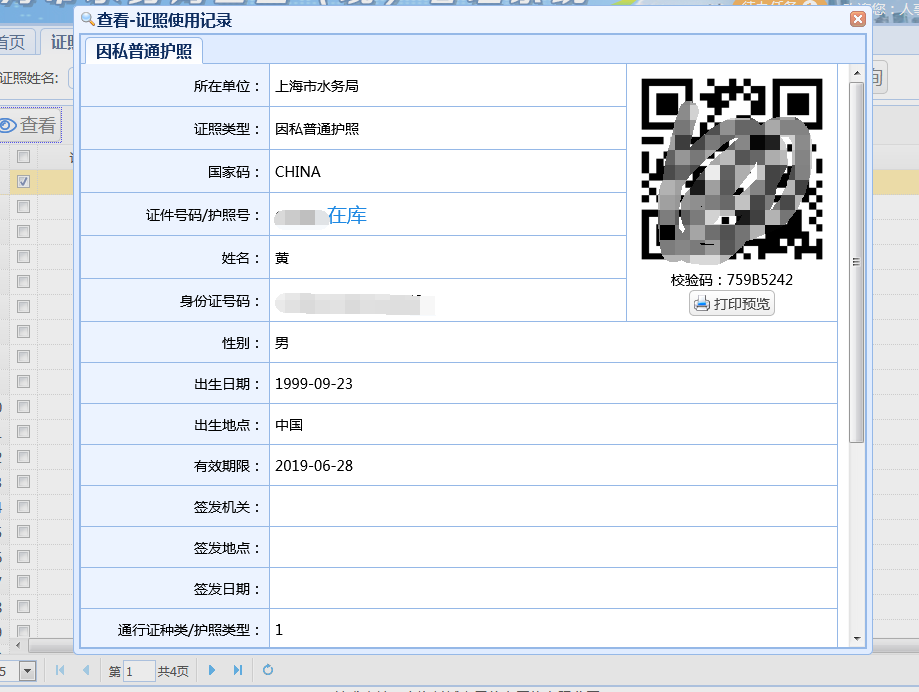 查看-证照使用记录
首页
证照姓名:
查看
因私普通护照
所在单位： 上海市水务局
证照类型： 因私普通护照
国家码： CHINA
证件号码/护照号： 在库
姓名： 黄
身份证号码：
校验码：759B5242
打印预览
性别： 男
出生日期： 1999-09-23
出生地点： 中国
有效期限： 2019-06-28
签发机关：
签发地点：
签发日期：
通行证种类/护照类型： 1
第 1 共4页